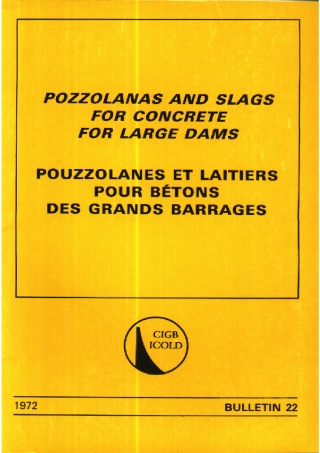 POZZOLANAS AND SLAGS
FOR CONCRETE
FOR LARGE DAMS
POUZZOLANES ET LAITIERS
POUR BÉTONS
DES GRANDS BARRAGES
CIGB
ICOLD
1972
BULLETIN 22